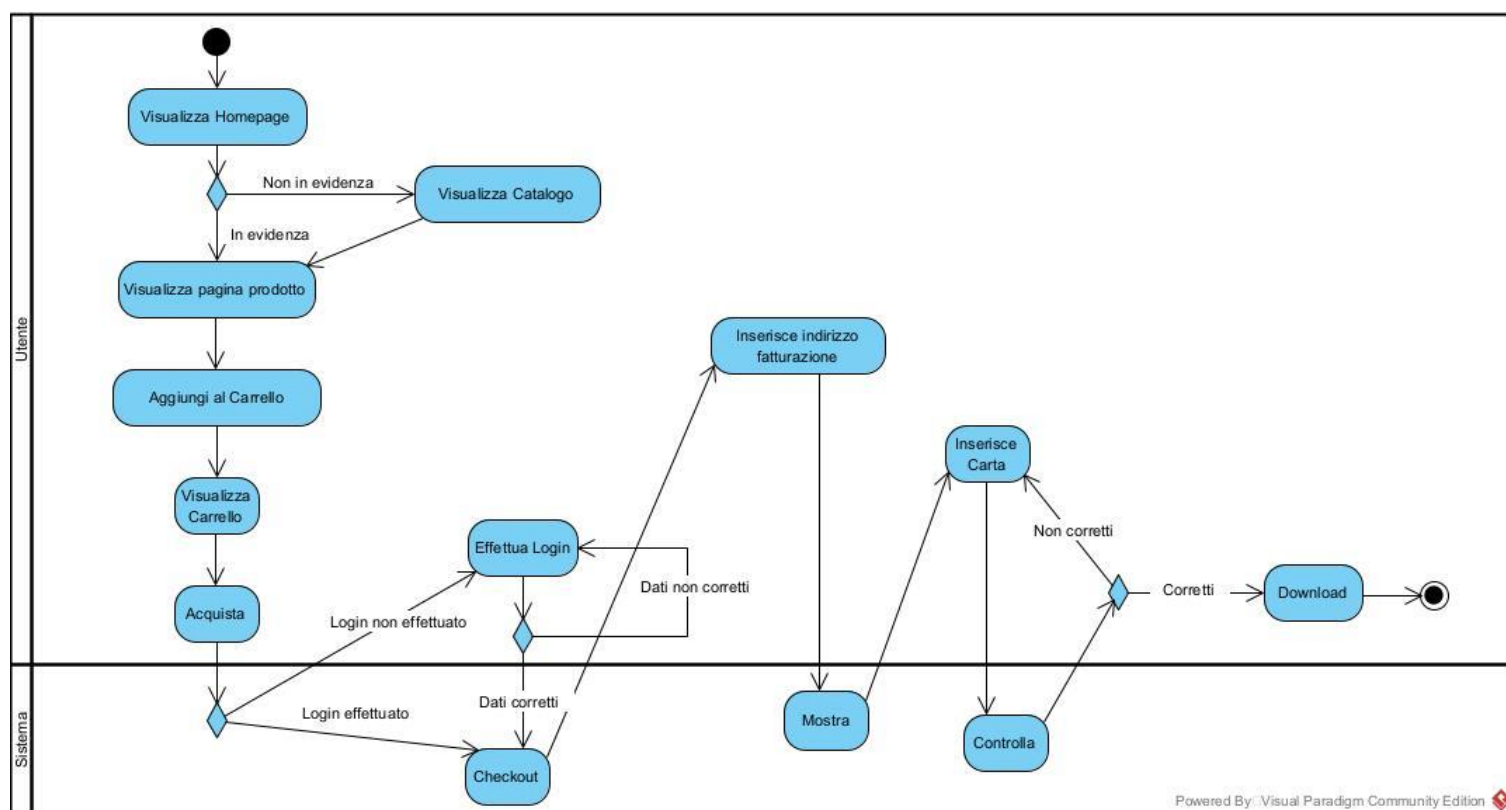 Utente
Sistema
Visualizza Homepage
Non in evidenza
Visualizza Catalogo
In evidenza
Visualizza pagina prodotto
Aggiungi al Carrello
Visualizza
Carrello
Acquista
Login non effettuato
Login effettuato
Effettua Login
Dati non corretti
Dati corretti
Checkout
Inserisce indirizzo
fatturazione
Mostra
Inserisce
Carta
Controlla
Non corretti
Corretti
Download
Powered By Visual Paradigm Community Edition